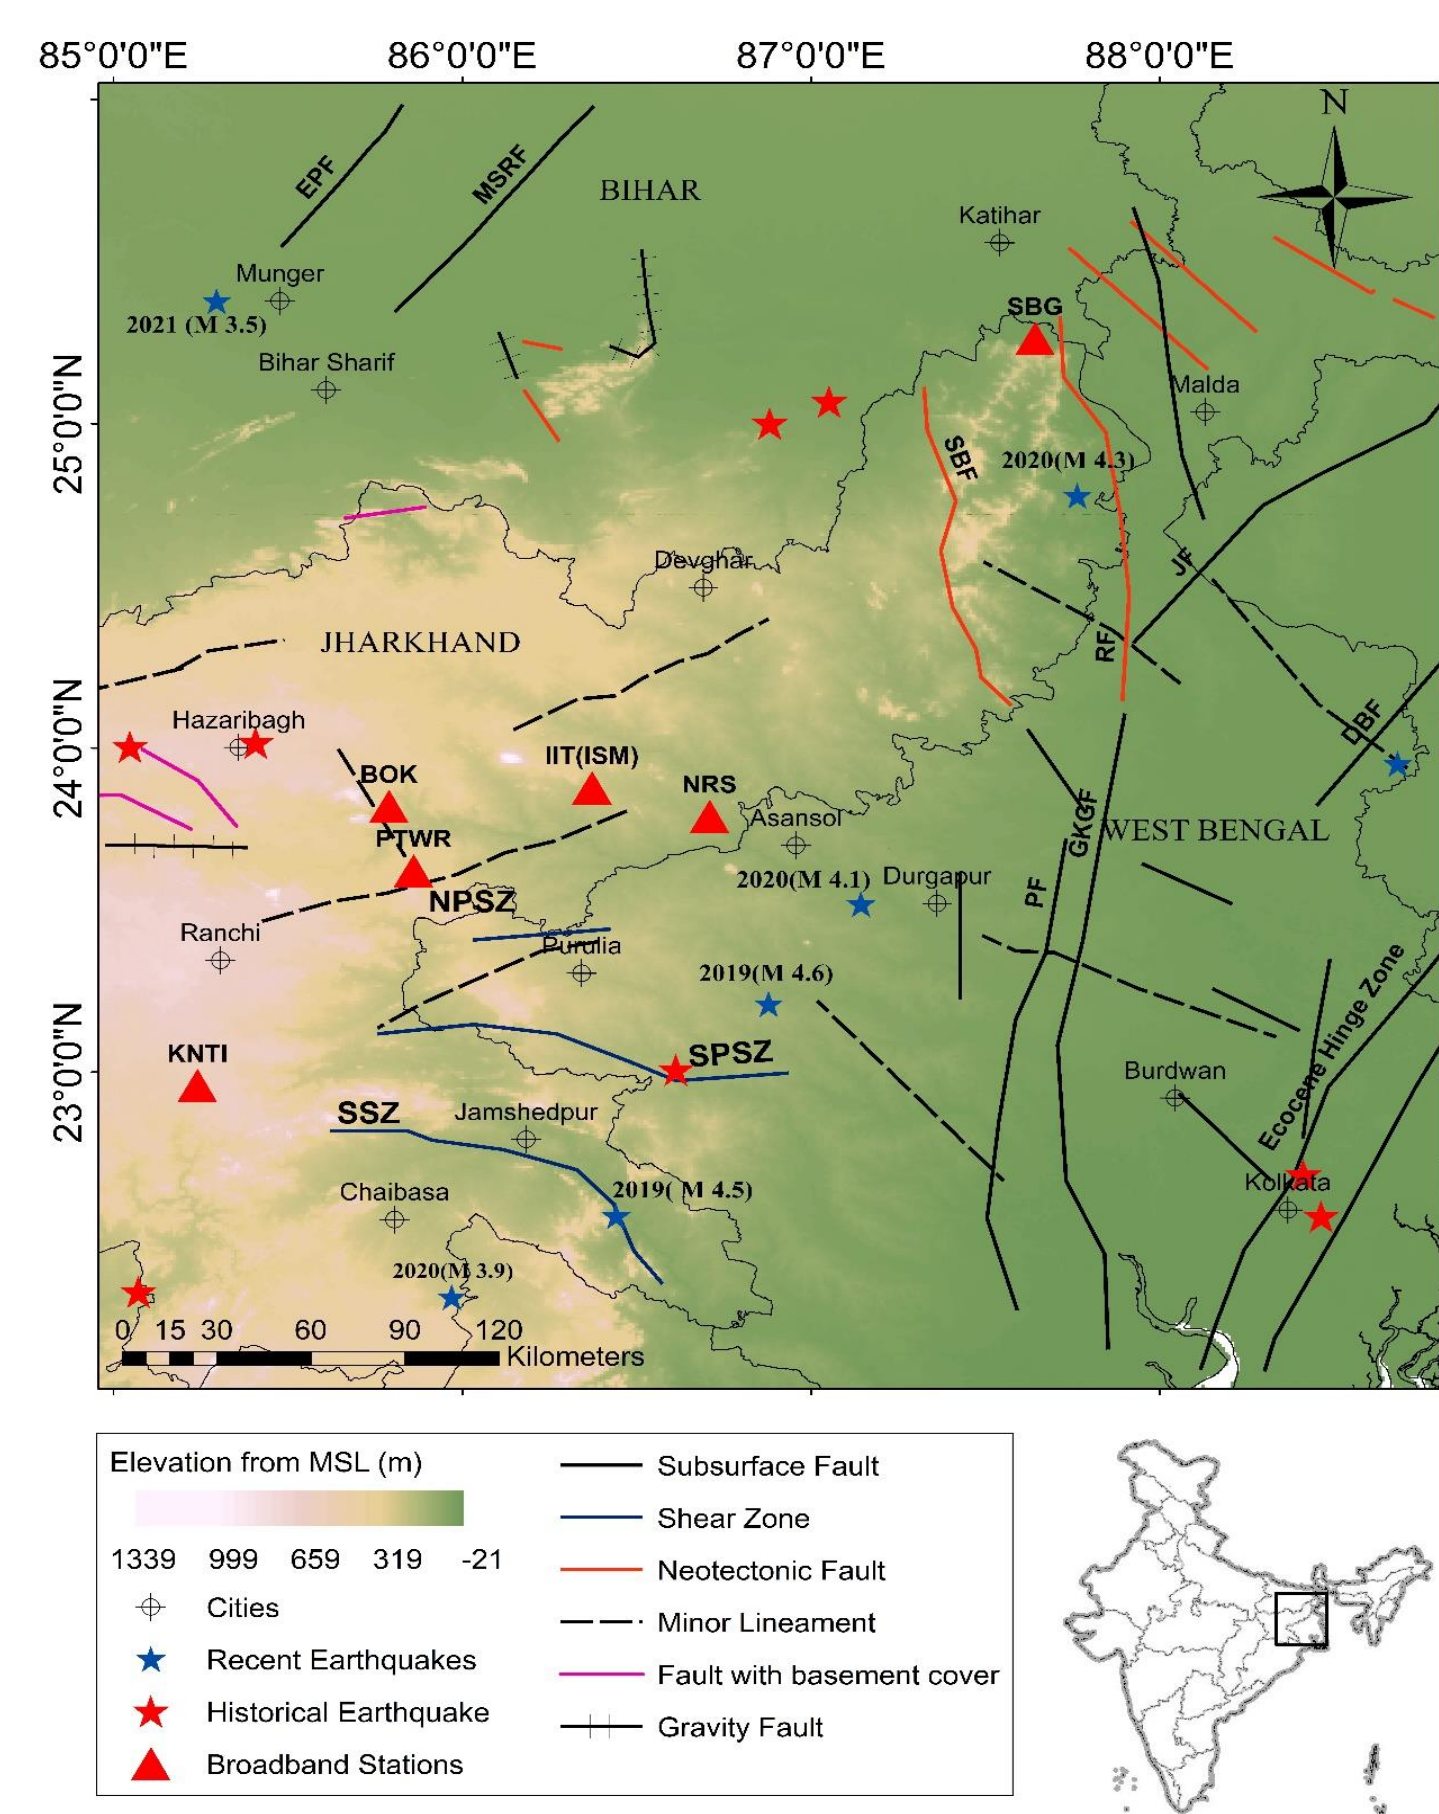 85°0'0"E 86°0'0"E 87°0'0"E 88°0'0"E
N
EPF
MSRF
BIHAR
Katihar
Munger
2021 (M 3.5)
SBG
Bihar Sharif
Malda
25°0'0"N
SBF
2020(M 4.3)
JF
Devghar
JHARKHAND
RF
Hazaribagh
24°0'0"N
DBF
IIT(ISM)
BOK
NRS
PTWR
Asansol
GKGF
WEST BENGAL
2020(M 4.1)
Durgapur
PF
NPSZ
Ranchi
Purulia
2019(M 4.6)
Ecocene Hinge Zone
23°0'0"N
KNTI
SPSZ
Burdwan
SSZ
Jamshedpur
Chaibasa
2019( M 4.5)
Kolkata
2020(M 3.9)
0 15 30 60 90 120
Kilometers
Elevation from MSL (m)
1339 999 659 319 -21
Cities
Recent Earthquakes
Historical Earthquake
Broadband Stations
Subsurface Fault
Shear Zone
Neotectonic Fault
Minor Lineament
Fault with basement cover
Gravity Fault